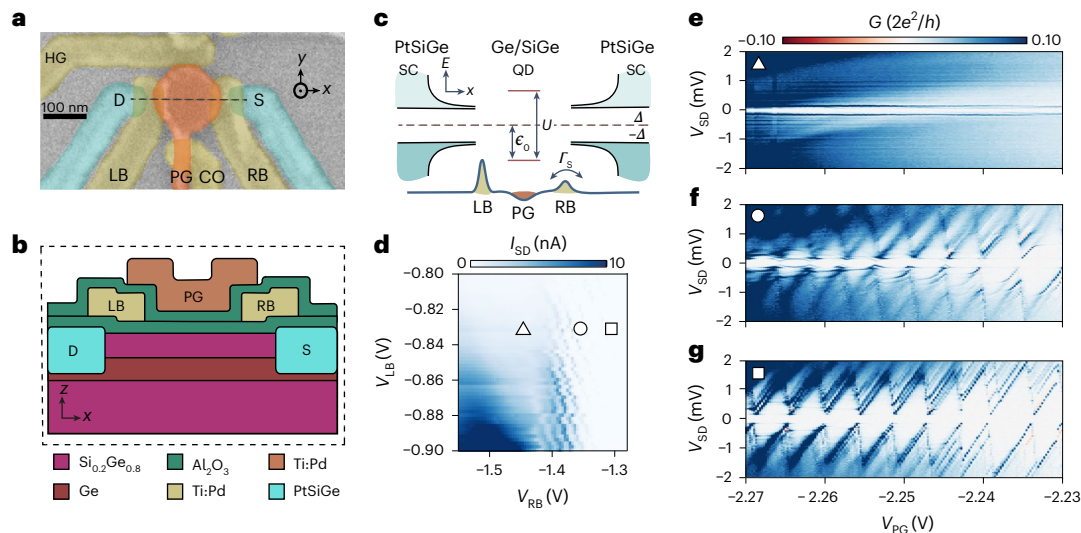 a
HG
y
x
D
S
100 nm
LB
PG
CO
RB
b
LB
PG
RB
D
S
z
x
Si0.2Ge0.8
Al2O3
Ti:Pd
Ge
Ti:Pd
PtSiGe
c
PtSiGe
Ge/SiGe
PtSiGe
SC
E
x
QD
SC
U
Δ
−Δ
ϵ0
ΓS
LB
PG
RB
d
ISD (nA)
0
10
−0.80
−0.82
−0.84
−0.86
−0.88
−0.90
VLB (V)
−1.5
−1.4
−1.3
VRB (V)
e
G (2e²/h)
−0.10
0.10
2
1
0
−1
−2
VSD (mV)
f
2
1
0
−1
−2
VSD (mV)
g
2
1
0
−1
−2
VSD (mV)
−2.27
−2.26
−2.25
−2.24
−2.23
VPG (V)